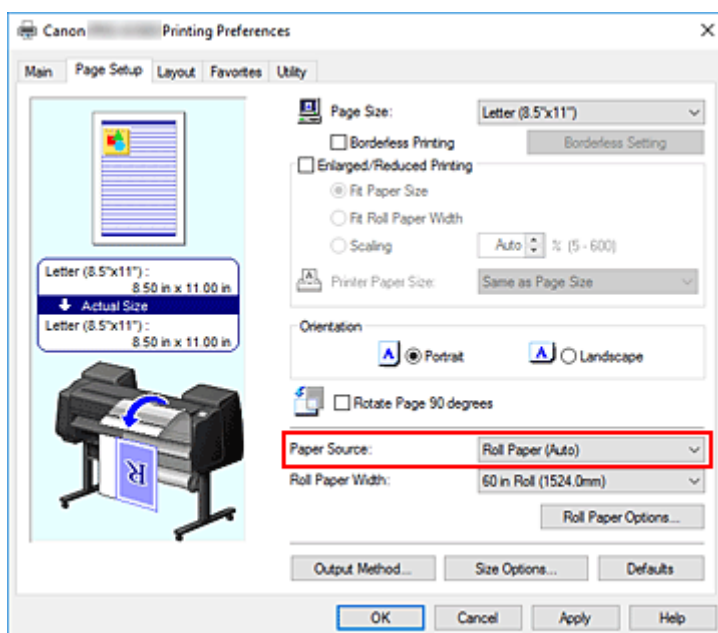 Canon Printing Preferences
Main Page Setup Layout Favorites Utility
Page Size: Letter (8.5"x11")
Borderless Printing Borderless Setting
Enlarged/Reduced Printing
Fit Paper Size
Fit Roll Paper Width
Scaling Auto % (5 - 600)
Printer Paper Size: Same as Page Size
Letter (8.5"x11") :
8.50 in x 11.00 in
Actual Size
Letter (8.5"x11") :
8.50 in x 11.00 in
Orientation
A Portrait A Landscape
Rotate Page 90 degrees
R
Paper Source: Roll Paper (Auto)
Roll Paper Width: 60 in Roll (1524.0mm)
Roll Paper Options...
Output Method... Size Options... Defaults
OK Cancel Apply Help